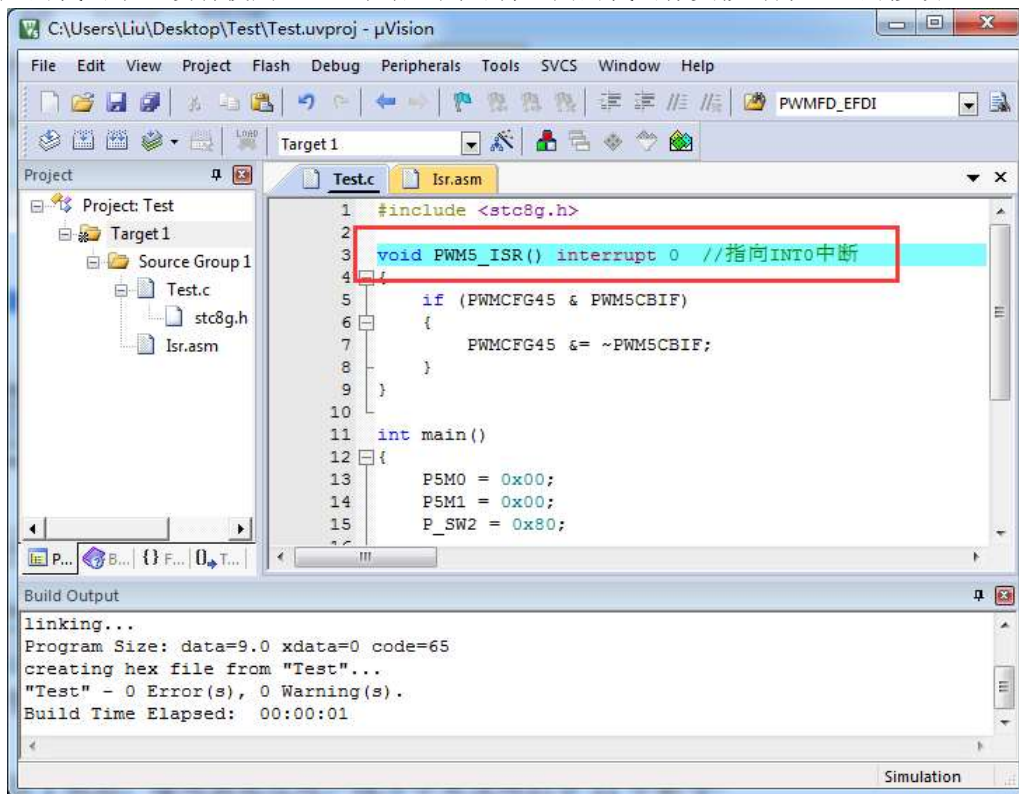 C:\Users\Liu\Desktop\Test\Test.uvproj - µVision
File Edit View Project Flash Debug Peripherals Tools SVCS Window Help
PWMFD_EFDI
LOAD Target 1
Project
Test.c Isr.asm
Project: Test
Target 1
Source Group 1
Test.c
stc8g.h
Isr.asm
1 #include <stc8g.h>
2
3 void PWM5_ISR() interrupt 0 //指向INT0中断
4 {
5 if (PWMCFG45 & PWM5CBIF)
6 {
7 PWMCFG45 &= ~PWM5CBIF;
8 }
9 }
10
11 int main()
12 {
13 P5M0 = 0x00;
14 P5M1 = 0x00;
15 P_SW2 = 0x80;
P... B... {} F... 0 T...
Build Output
linking...
Program Size: data=9.0 xdata=0 code=65
creating hex file from "Test"...
"Test" - 0 Error(s), 0 Warning(s).
Build Time Elapsed: 00:00:01
Simulation